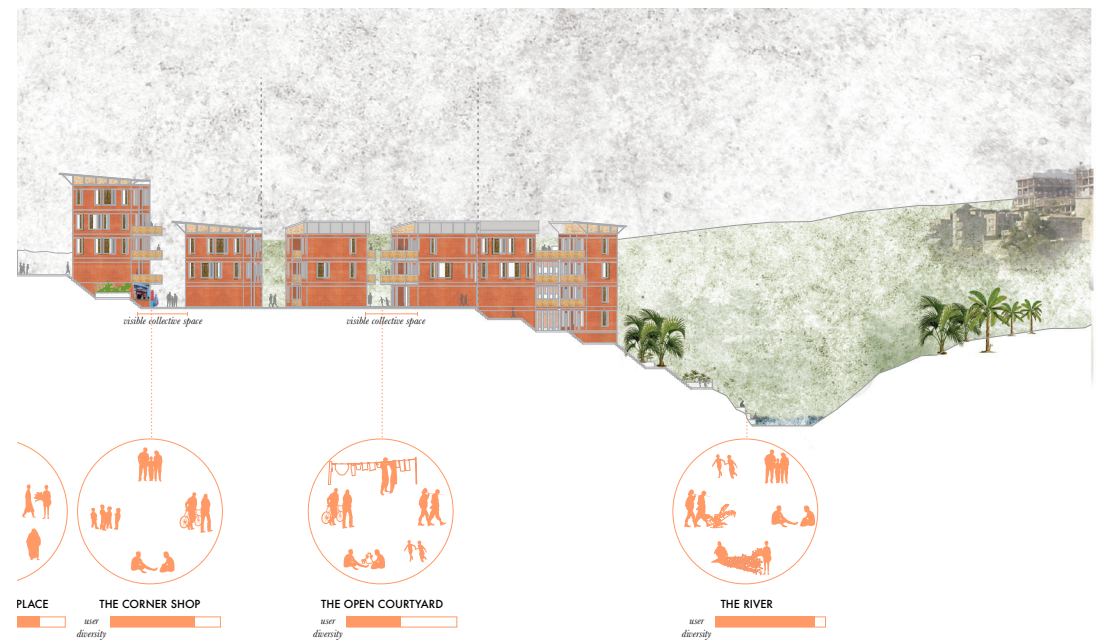 visible collective space
visible collective space
PLACE
THE CORNER SHOP
THE OPEN COURTYARD
THE RIVER
user
diversity
user
diversity
user
diversity